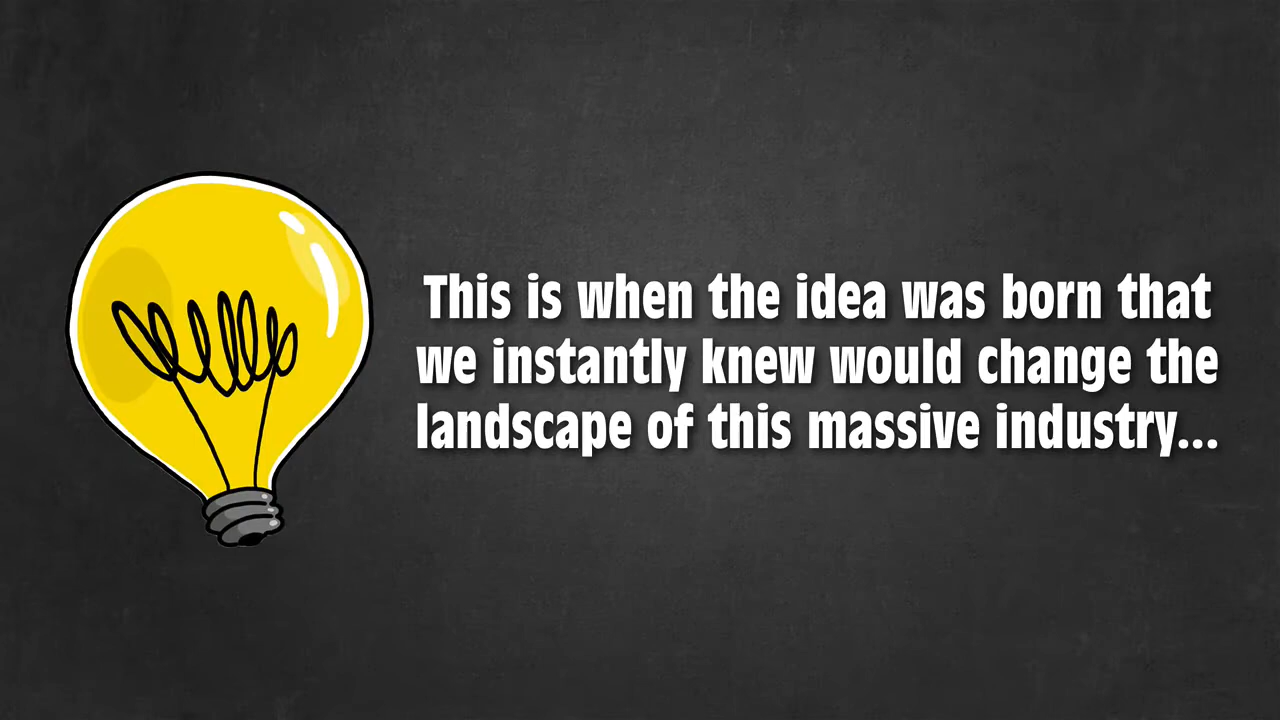 This is when the idea was born that
we instantly knew would change the
landscape of this massive industry...